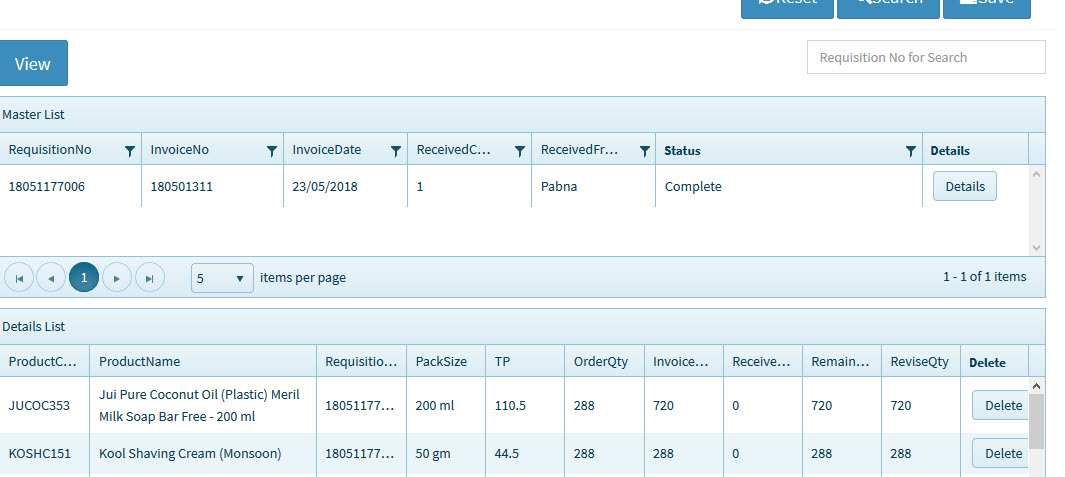 Reset Search Save
View
Requisition No for Search
Master List
RequisitionNo InvoiceNo InvoiceDate ReceivedC... ReceivedFr... Status Details
18051177006 180501311 23/05/2018 1 Pabna Complete Details
1 5 items per page 1 - 1 of 1 items
Details List
ProductC... ProductName Requisitio... PackSize TP OrderQty Invoice... Receive... Remain... ReviseQty Delete
JUCOC353 Jui Pure Coconut Oil (Plastic) Meril 18051177... 200 ml 110.5 288 720 0 720 720 Delete
Milk Soap Bar Free - 200 ml
KOSHC151 Kool Shaving Cream (Monsoon) 18051177... 50 gm 44.5 288 288 0 288 288 Delete